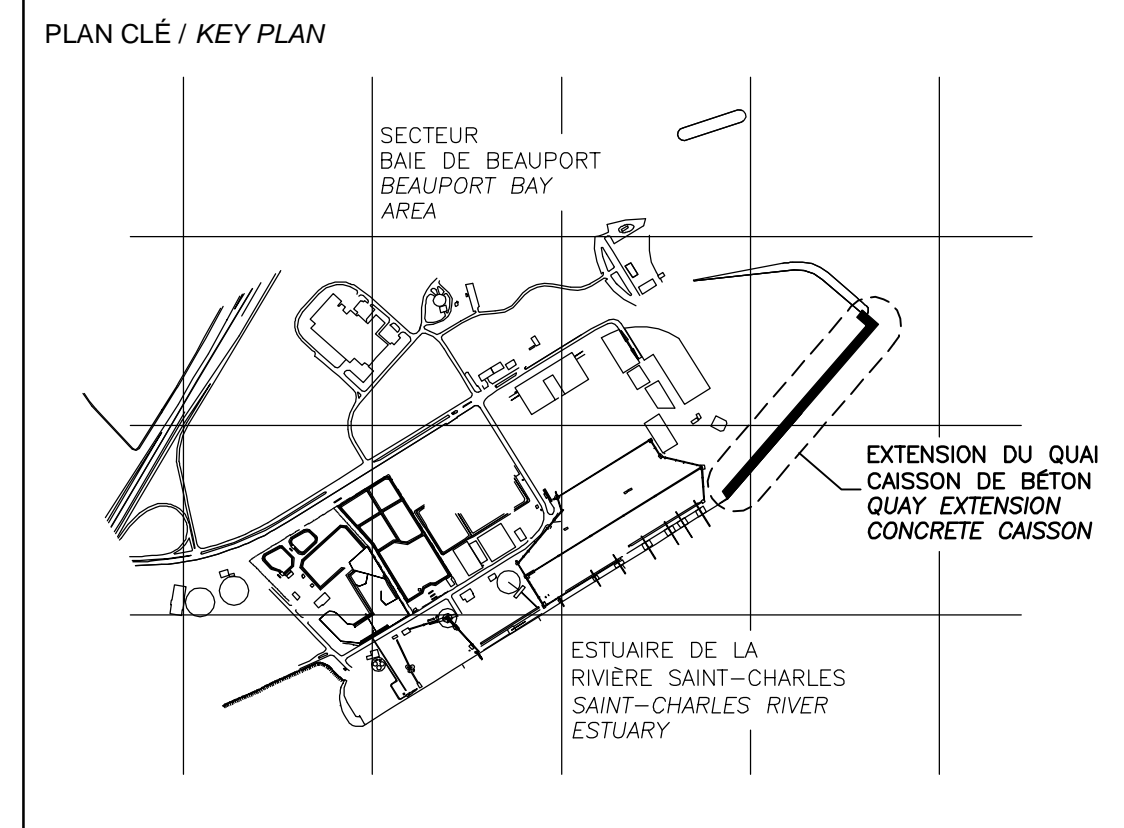 PLAN CLÉ / KEY PLAN
SECTEUR
BAIE DE BEAUPORT
BEAUPORT BAY
AREA
EXTENSION DU QUAI
CAISSON DE BÉTON
QUAY EXTENSION
CONCRETE CAISSON
ESTUAIRE DE LA
RIVIÈRE SAINT-CHARLES
SAINT-CHARLES RIVER
ESTUARY